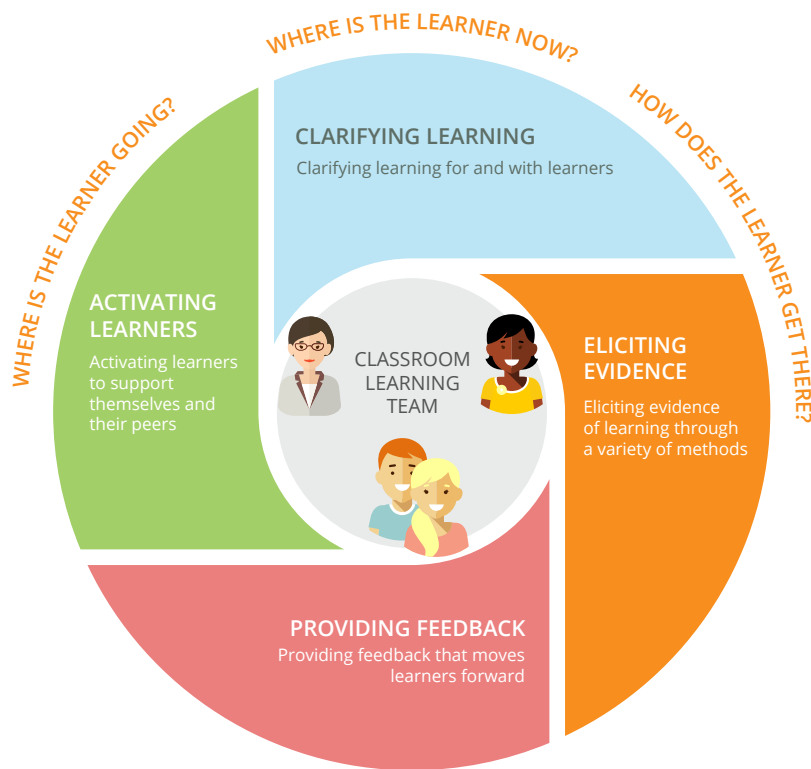 WHERE IS THE LEARNER GOING?
WHERE IS THE LEARNER NOW?
HOW DOES THE LEARNER GET THERE?
CLARIFYING LEARNING
Clarifying learning for and with learners
ELICITING
EVIDENCE
Eliciting evidence
of learning through
a variety of methods
PROVIDING FEEDBACK
Providing feedback that moves
learners forward
ACTIVATING
LEARNERS
Activating learners
to support
themselves and
their peers
CLASSROOM
LEARNING
TEAM